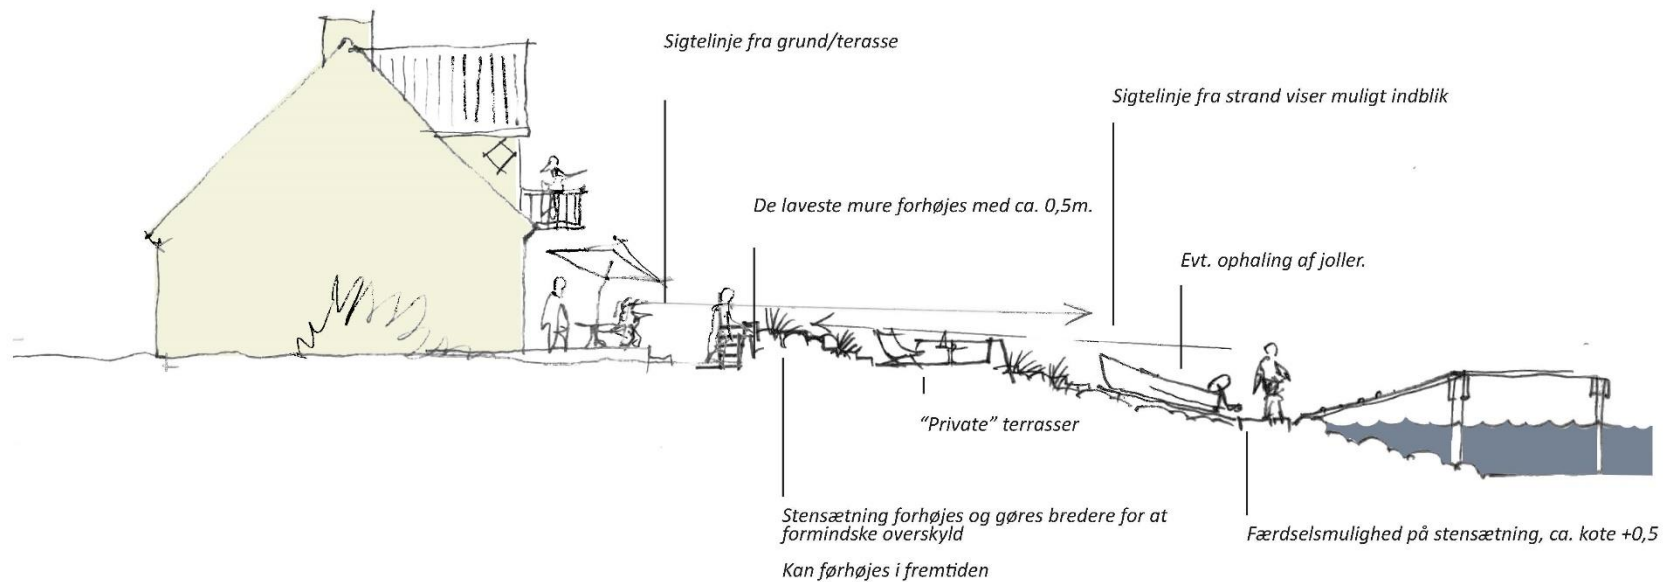 Sigtelinje fra grund/terasse
Sigtelinje fra strand viser muligt indblik
De laveste mure forhøjes med ca. 0,5m.
Evt. ophaling af joller.
"Private" terrasser
Stensætning forhøjes og gøres bredere for at
formindske overskyld
Kan førhøjes i fremtiden
Færdselsmulighed på stensætning, ca. kote +0,5